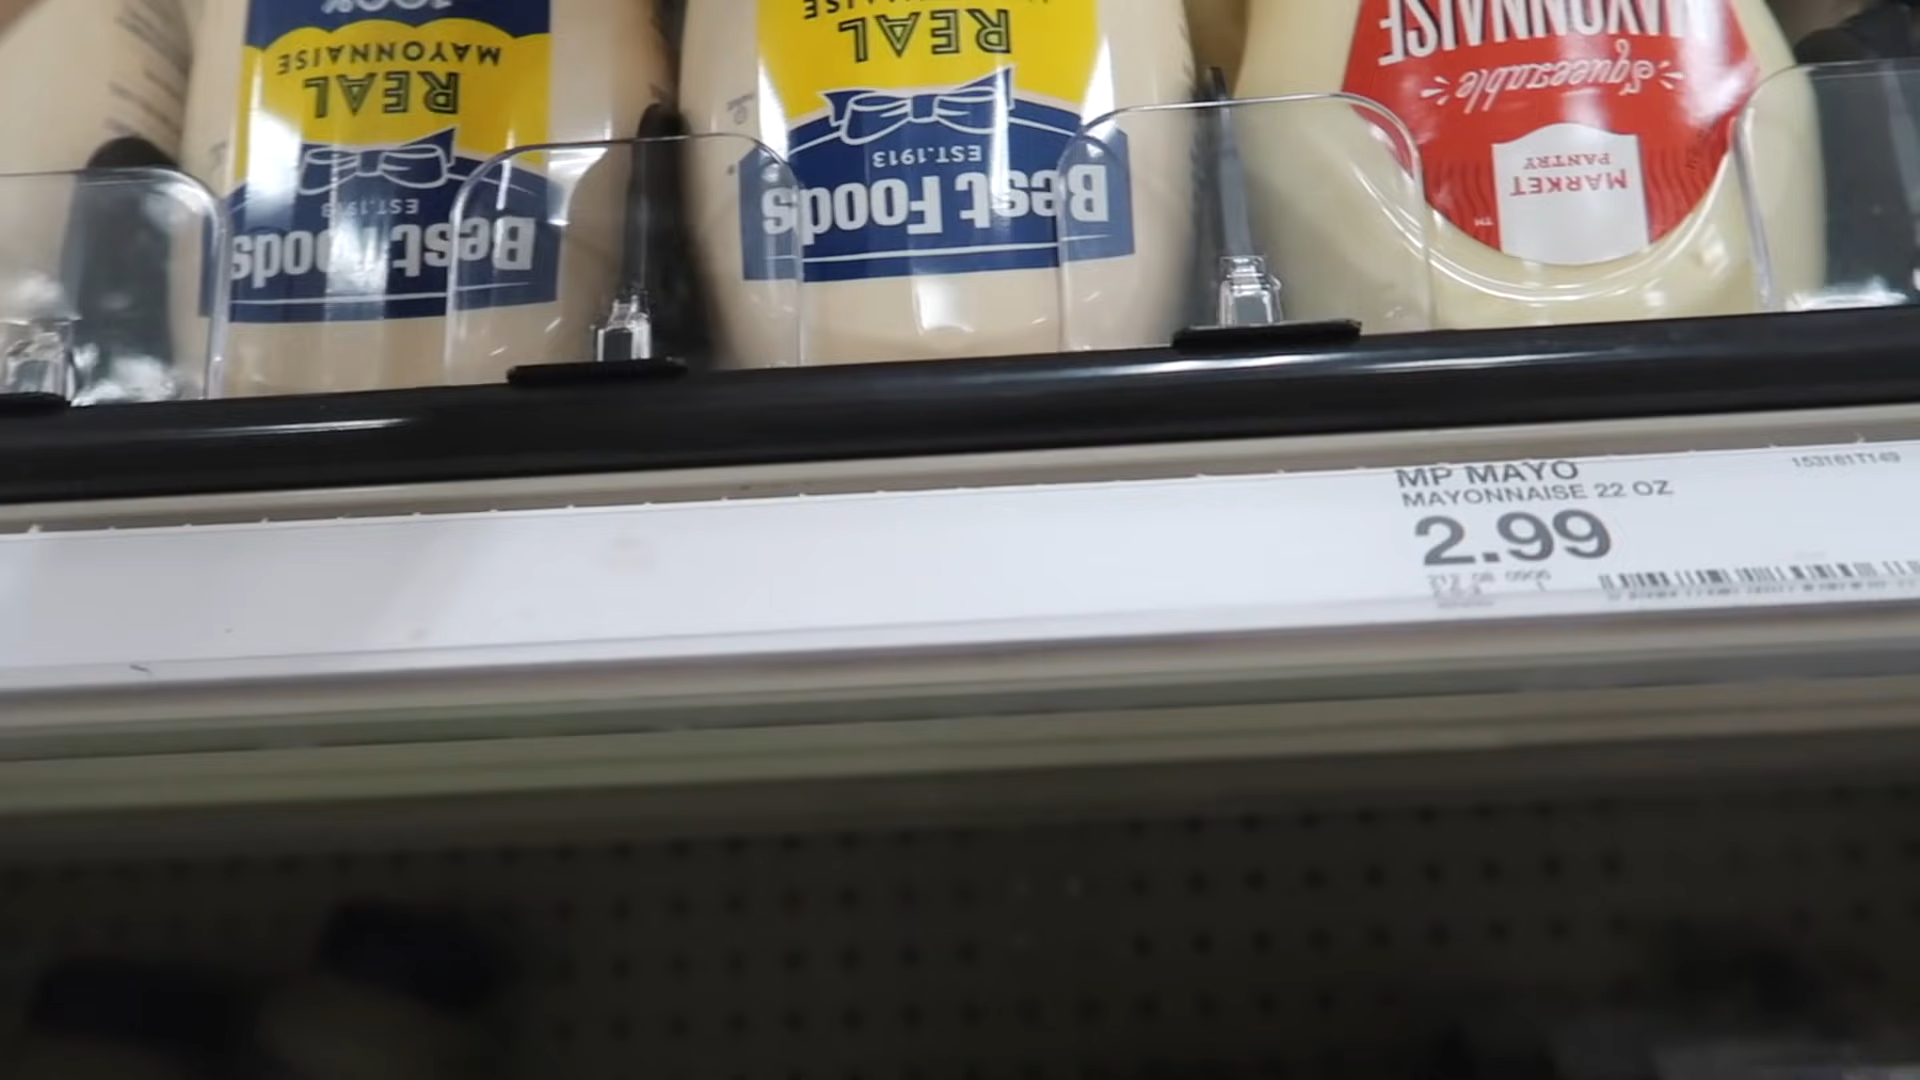 100%
REAL
MAYONNAISE
Best Foods
EST.1913
REAL
Best Foods
EST.1913
MARKET
PANTRY
Squeezable
MAYONNAISE
TM
MP MAYO
MAYONNAISE 22 OZ
2.99